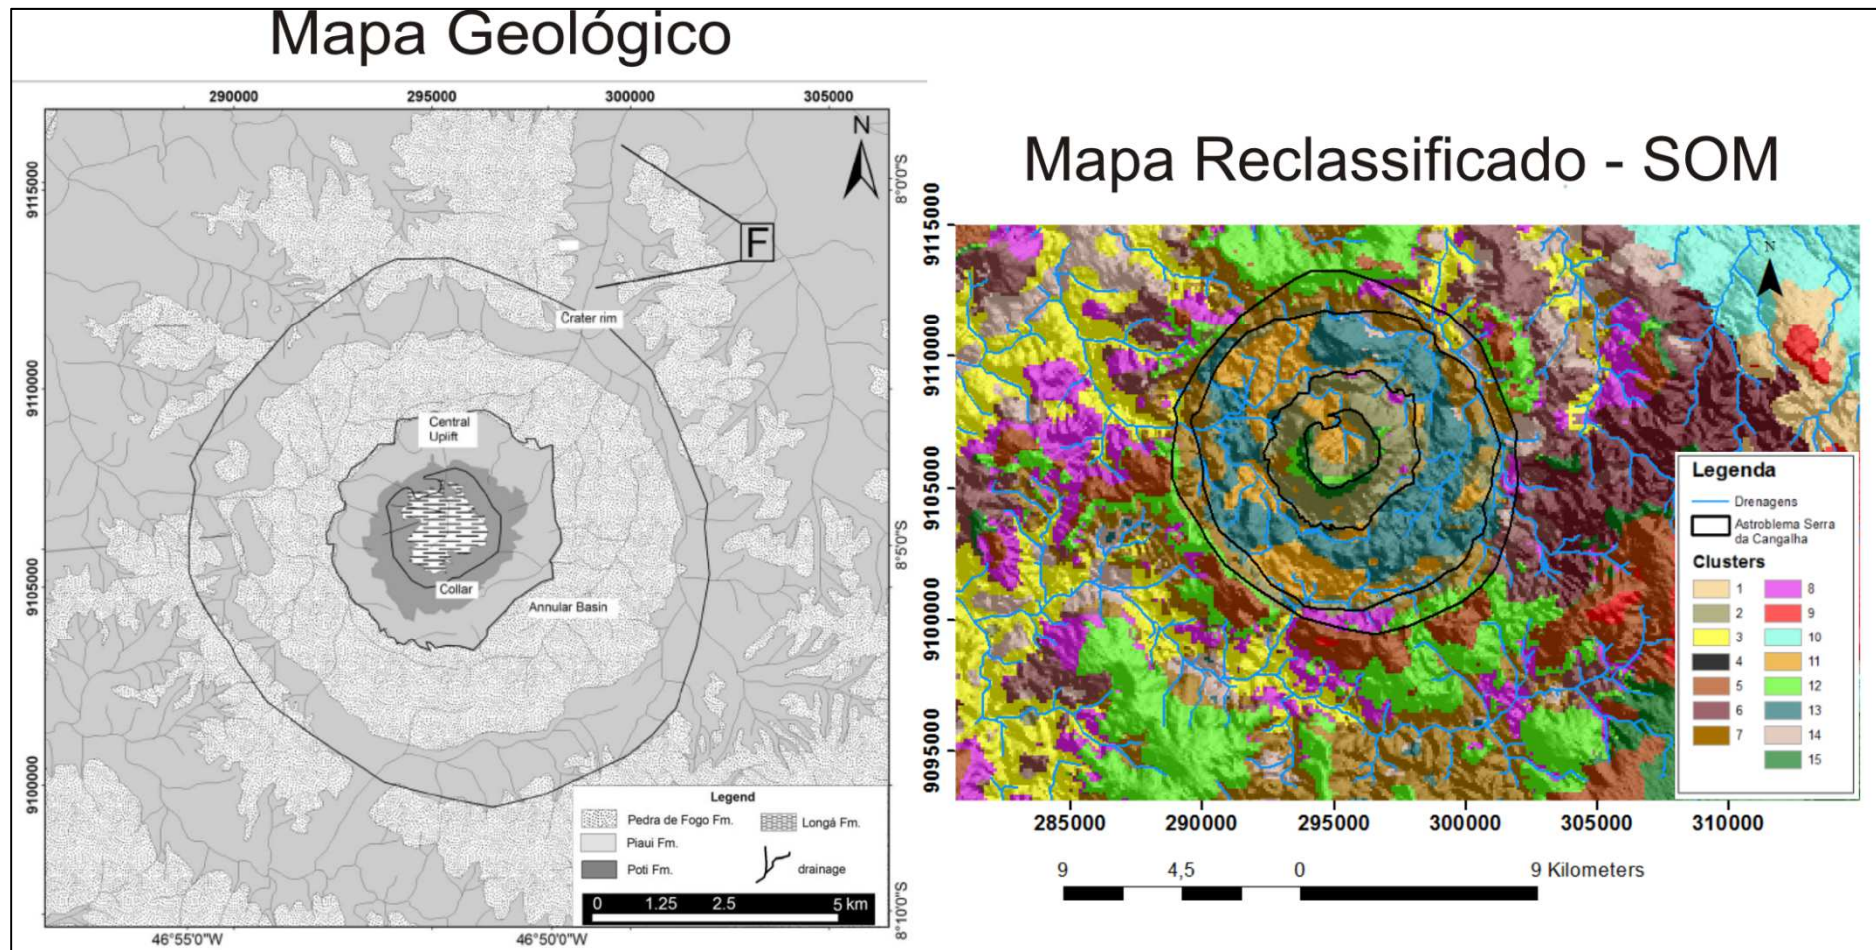 Mapa Geológico
290000 295000 300000 305000
N
9115000
9110000
9105000
9100000
8°0'0"S
8°5'0"S
8°10'0"S
F
Crater rim
Central
Uplift
Collar
Annular Basin
Legend
Pedra de Fogo Fm.
Longá Fm.
Piaui Fm.
Poti Fm.
drainage
0 1.25 2.5 5 km
46°55'0"W 46°50'0"W
Mapa Reclassificado - SOM
9115000
9110000
9105000
9100000
9095000
N
E
Legenda
Drenagens
Astroblema Serra
da Cangalha
Clusters
1 8
2 9
3 10
4 11
5 12
6 13
7 14
15
285000 290000 295000 300000 305000 310000
9 4,5 0 9 Kilometers